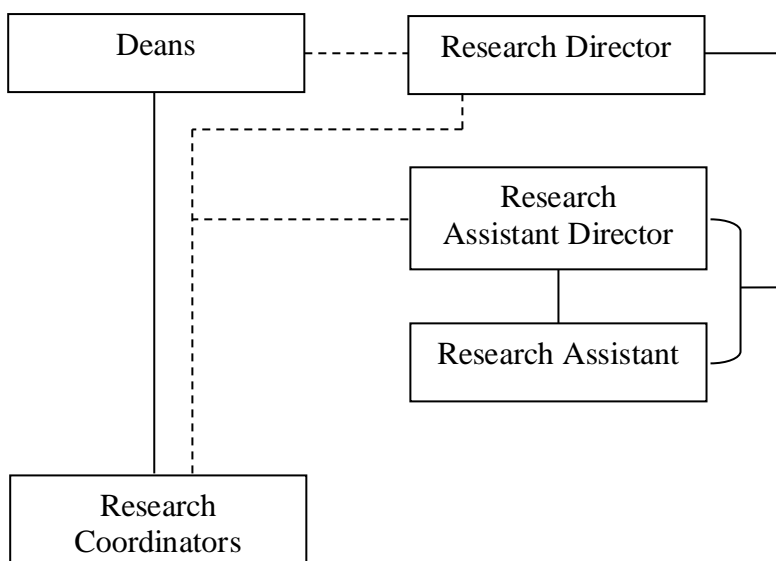 Deans
Research Director
Research
Assistant Director
Research Assistant
Research
Coordinators